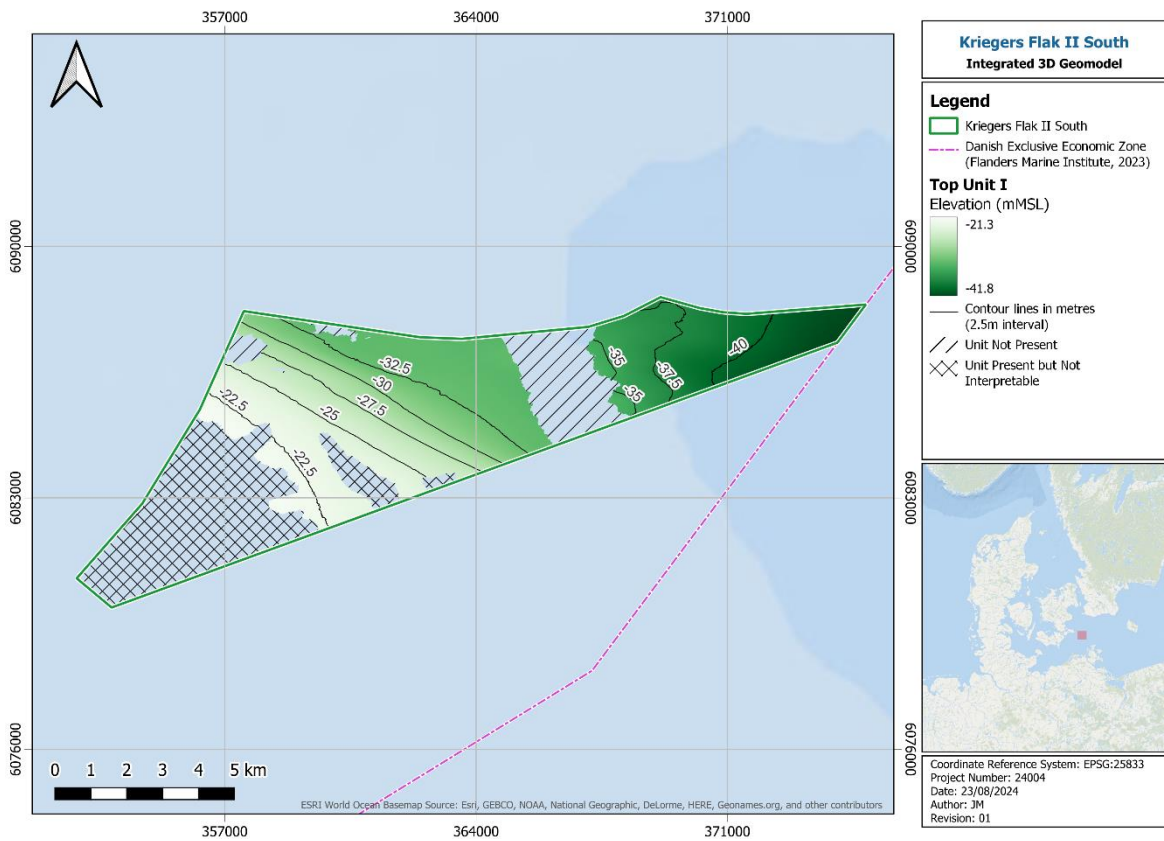 357000
364000
371000
Kriegers Flak II South
Integrated 3D Geomodel
Legend
Kriegers Flak II South
Danish Exclusive Economic Zone
(Flanders Marine Institute, 2023)
Top Unit I
Elevation (mMSL)
-21.3
-41.8
Contour lines in metres
(2.5m interval)
Unit Not Present
Unit Present but Not
Interpretable
6090000
6090000
-32.5
-30
-27.5
-25
-22.5
-22.5
-35
-35
-37.5
-40
6083000
6083000
6076000
6076000
0 1 2 3 4 5 km
ESRI World Ocean Basemap Source: Esri, GEBCO, NOAA, National Geographic, DeLorme, HERE, Geonames.org, and other contributors
357000
364000
371000
Coordinate Reference System: EPSG:25833
Project Number: 24004
Date: 23/08/2024
Author: JM
Revision: 01